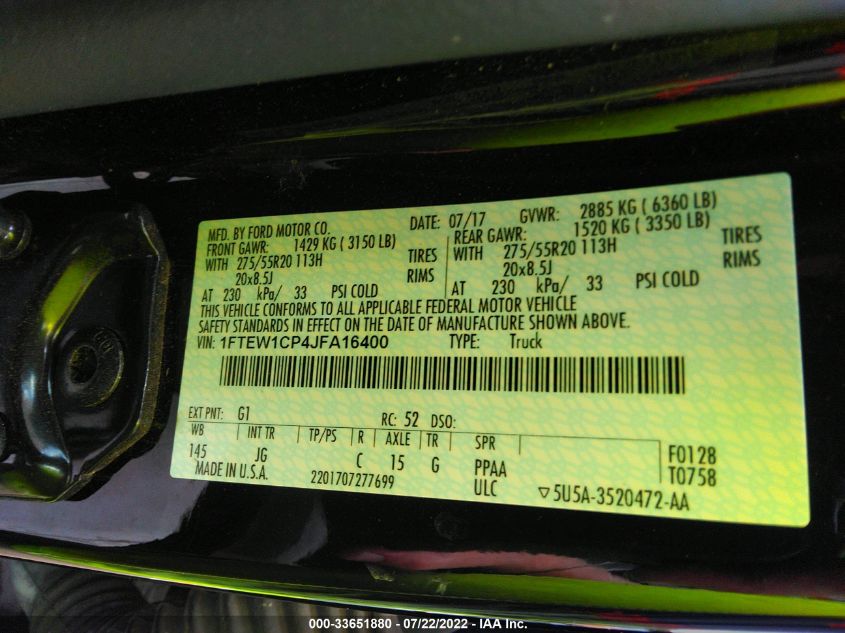 MFD. BY FORD MOTOR CO. DATE: 07/17 GVWR: 2885 KG ( 6360 LB)
FRONT GAWR: 1429 KG ( 3150 LB) REAR GAWR: 1520 KG ( 3350 LB)
WITH 275/55R20 113H TIRES WITH 275/55R20 113H TIRES
20x8.5J RIMS 20x8.5J RIMS
AT 230 kPa/ 33 PSI COLD AT 230 kPa/ 33 PSI COLD
THIS VEHICLE CONFORMS TO ALL APPLICABLE FEDERAL MOTOR VEHICLE
SAFETY STANDARDS IN EFFECT ON THE DATE OF MANUFACTURE SHOWN ABOVE.
VIN: 1FTEW1CP4JFA16400 TYPE: Truck
EXT PNT: G1 RC: 52 DSO:
WB INT TR TP/PS R AXLE TR SPR
145 JG C 15 G PPAA F0128
MADE IN U.S.A. 2201707277699 ULC T0758
▽5U5A-3520472-AA
000-33651880 - 07/22/2022 - IAA Inc.